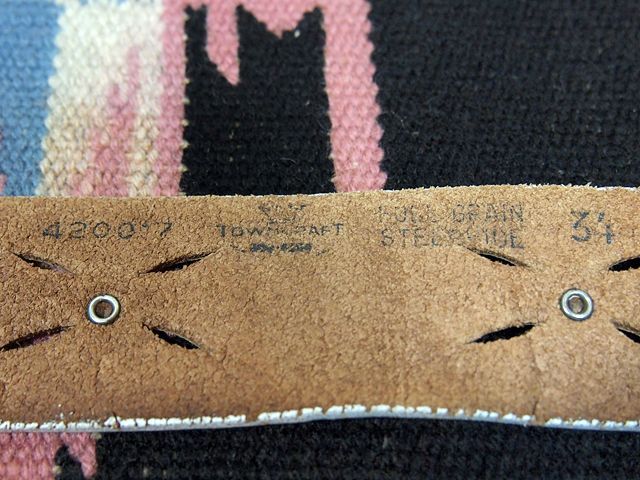 420017
TOWNCRAFT
FULL GRAIN
STEERHIDE
34